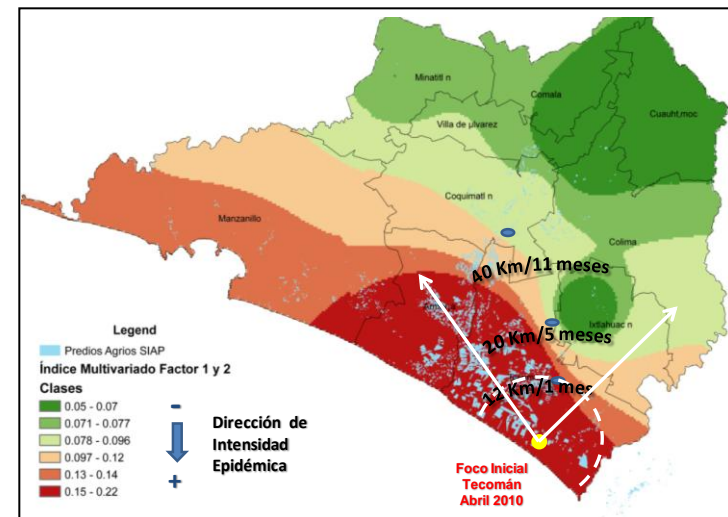 Minatitl n
Comala
Cuauht,moc
Villa de µlvarez
Coquimatl n
Manzanillo
Colima
40 Km/11 meses
Ixtlahuac n
20 Km/5 meses
12 Km/1 mes
Legend
Predios Agrios SIAP
Índice Multivariado Factor 1 y 2
Clases
0.05 - 0.07
0.071 - 0.077
0.078 - 0.096
0.097 - 0.12
0.13 - 0.14
0.15 - 0.22
-
+
Dirección de
Intensidad
Epidémica
Foco Inicial
Tecomán
Abril 2010